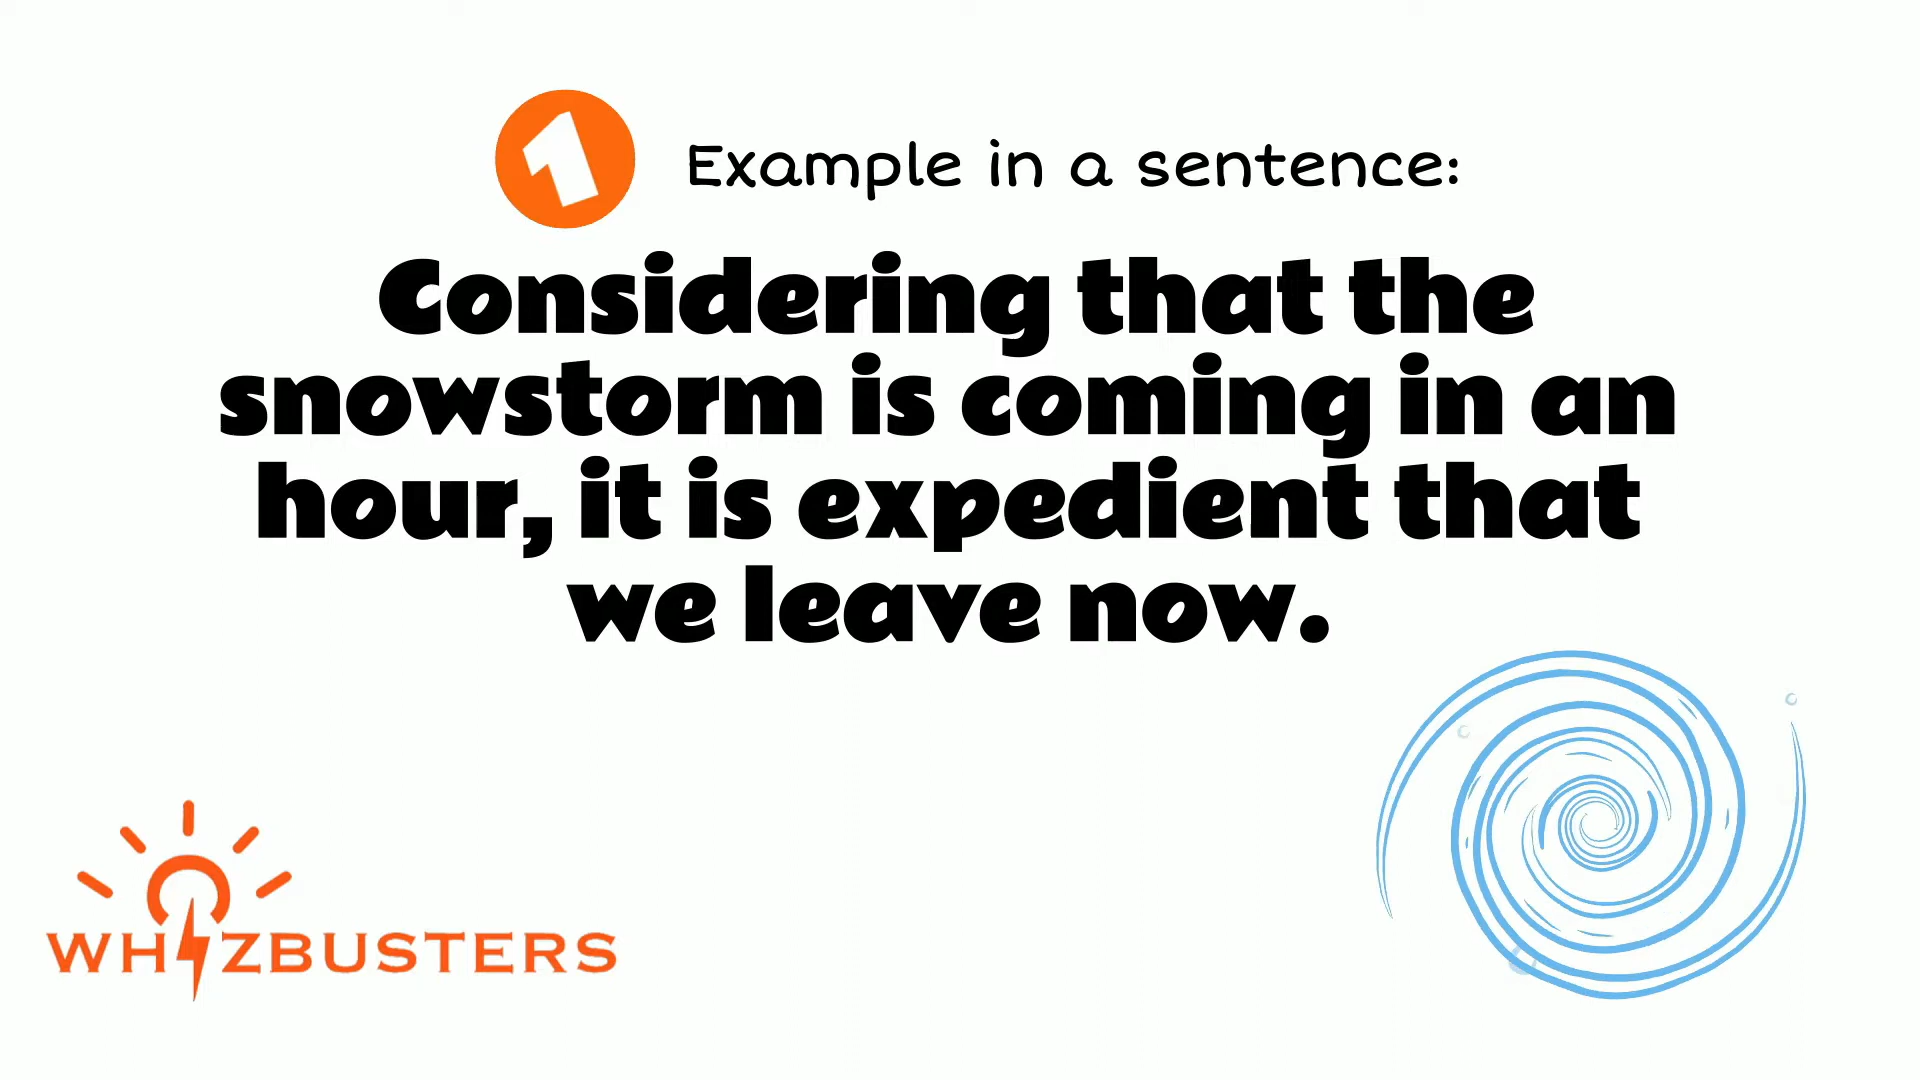 1
Example in a sentence:
Considering that the
snowstorm is coming in an
hour, it is expedient that
we leave now.
WHIZBUSTERS